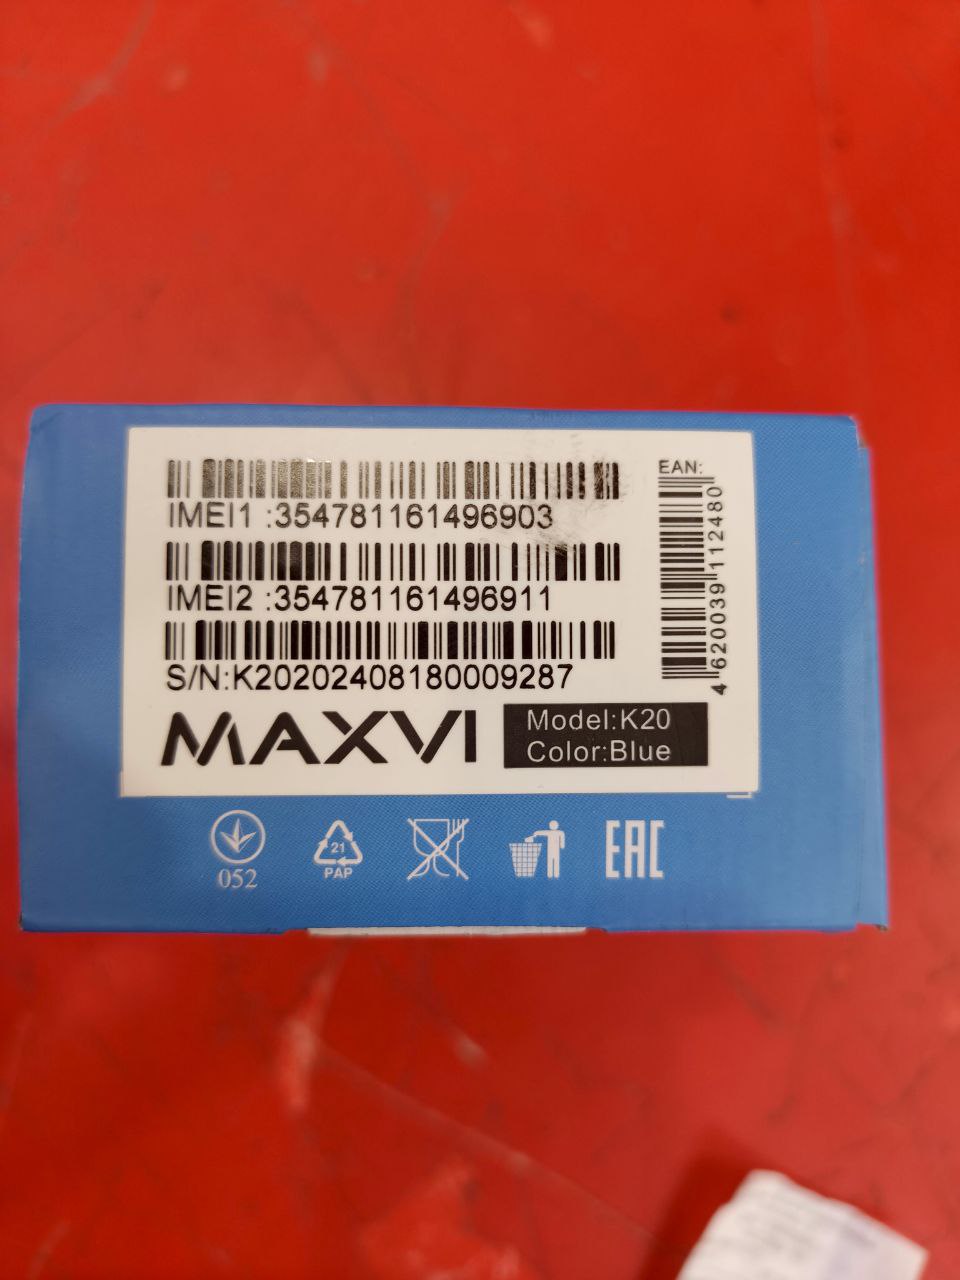 IMEI1 :354781161496903
IMEI2 :354781161496911
S/N:K20202408180009287
MAXVI
Model:K20
Color:Blue
EAN:
4 620039 112480
052
21
PAP
EAC